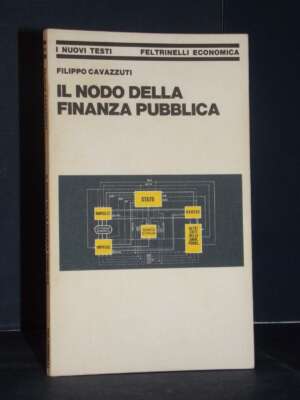 I NUOVI TESTI FELTRINELLI ECONOMICA
FILIPPO CAVAZZUTI
IL NODO DELLA
FINANZA PUBBLICA
STATO